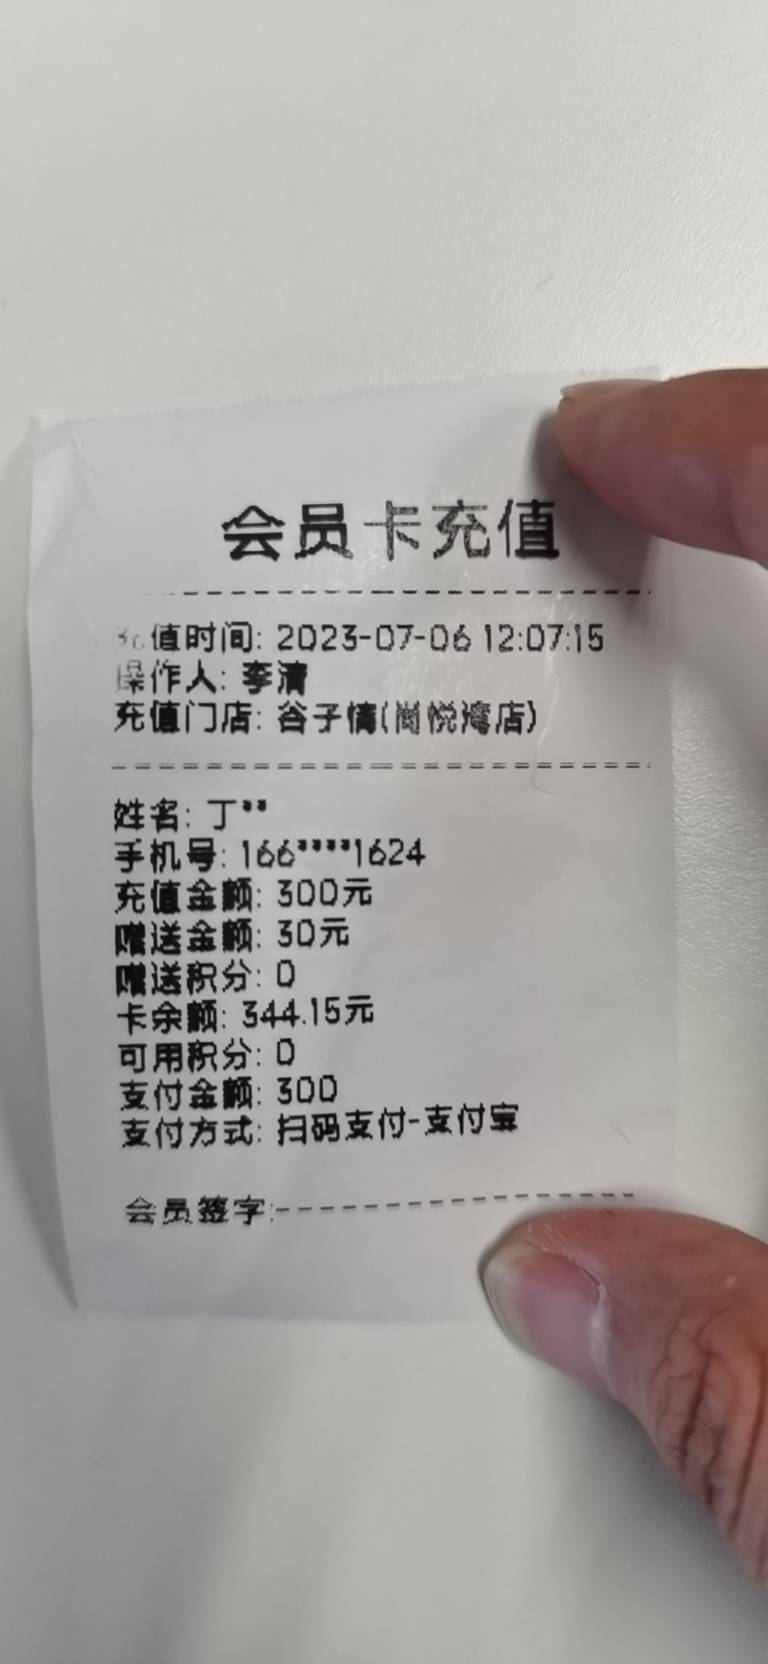 会员卡充值
充值时间: 2023-07-06 12:07:15
操作人: 李清
充值门店: 谷子情(尚悦湾店)
姓名: 丁**
手机号: 166****1624
充值金额: 300元
赠送金额: 30元
赠送积分: 0
卡余额: 344.15元
可用积分: 0
支付金额: 300
支付方式: 扫码支付-支付宝
会员签字: